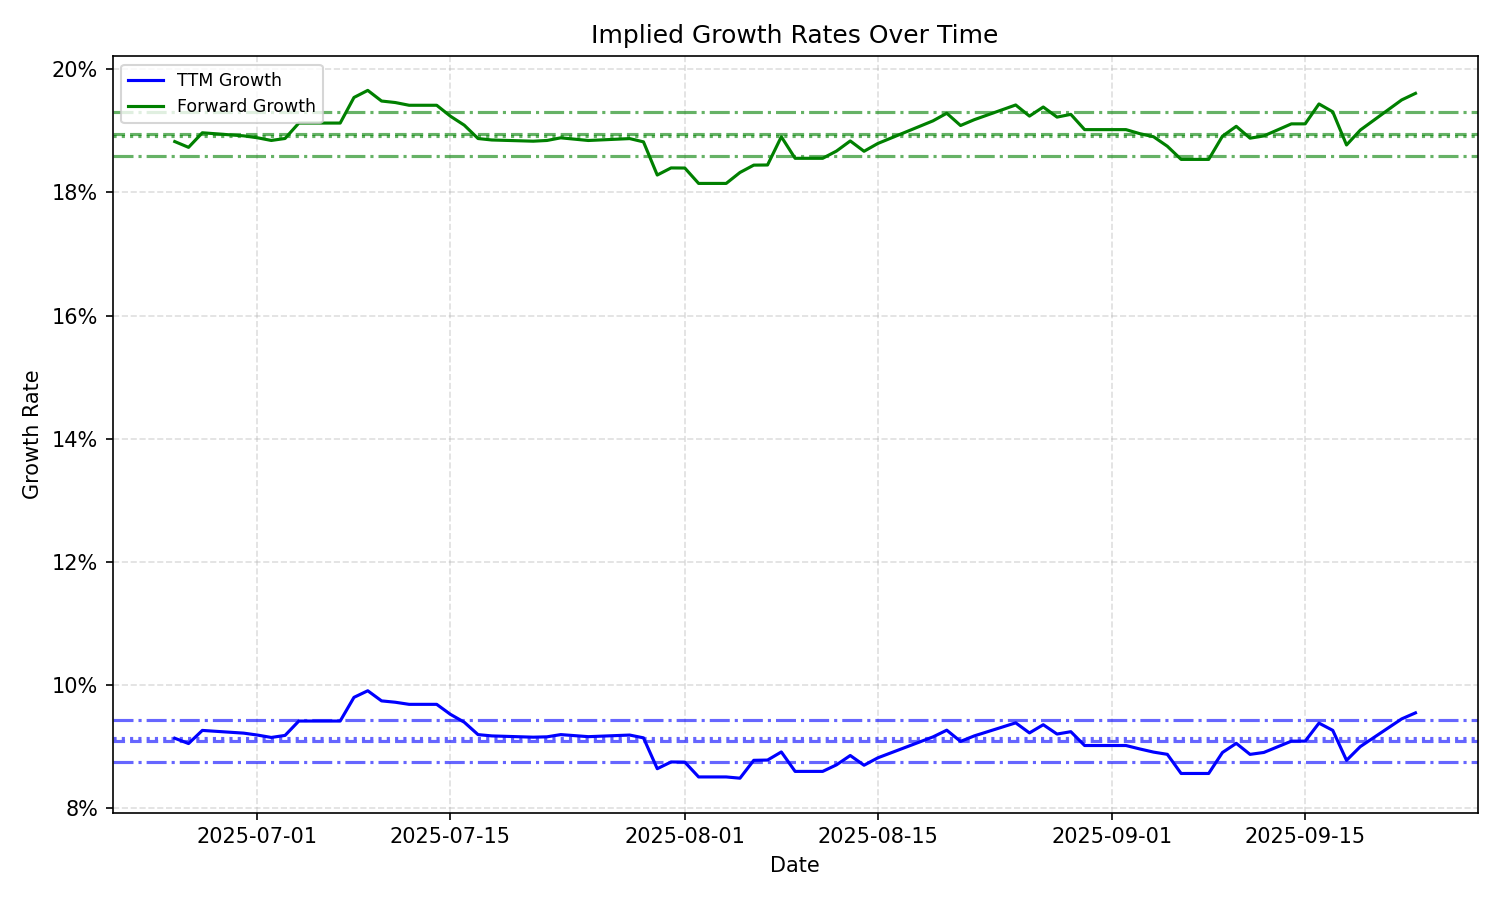 Implied Growth Rates Over Time
TTM Growth
Forward Growth
20%
18%
16%
14%
12%
10%
8%
Growth Rate
2025-07-01
2025-07-15
2025-08-01
2025-08-15
2025-09-01
2025-09-15
Date